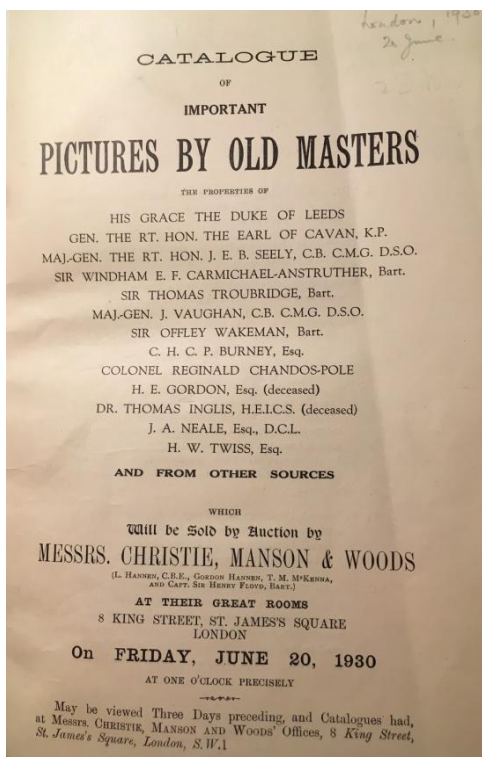 London, 1930
20 June.
CATALOGUE
OF
IMPORTANT
PICTURES BY OLD MASTERS
THE PROPERTIES OF
HIS GRACE THE DUKE OF LEEDS
GEN. THE RT. HON. THE EARL OF CAVAN, K.P.
MAJ.-GEN. THE RT. HON. J. E. B. SEELY, C.B. C.M.G. D.S.O.
SIR WINDHAM E. F. CARMICHAEL-ANSTRUTHER, Bart.
SIR THOMAS TROUBRIDGE, Bart.
MAJ.-GEN. J. VAUGHAN, C.B. C.M.G. D.S.O.
SIR OFFLEY WAKEMAN, Bart.
C. H. C. P. BURNEY, Esq.
COLONEL REGINALD CHANDOS-POLE
H. E. GORDON, Esq. (deceased)
DR. THOMAS INGLIS, H.E.I.C.S. (deceased)
J. A. NEALE, Esq., D.C.L.
H. W. TWISS, Esq.
AND FROM OTHER SOURCES
WHICH
Will be Sold by Auction by
MESSRS. CHRISTIE, MANSON & WOODS
(L. HANNEN, C.B.E., GORDON HANNEN, T. M. MCKENNA,
AND CAPT. SIR HENRY FLOYD, BART.)
AT THEIR GREAT ROOMS
8 KING STREET, ST. JAMES'S SQUARE
LONDON
On FRIDAY, JUNE 20, 1930
AT ONE O'CLOCK PRECISELY
May be viewed Three Days preceding, and Catalogues had,
at Messrs. CHRISTIE, MANSON AND WOODS' Offices, 8 King Street,
St. James's Square, London, S.W.1